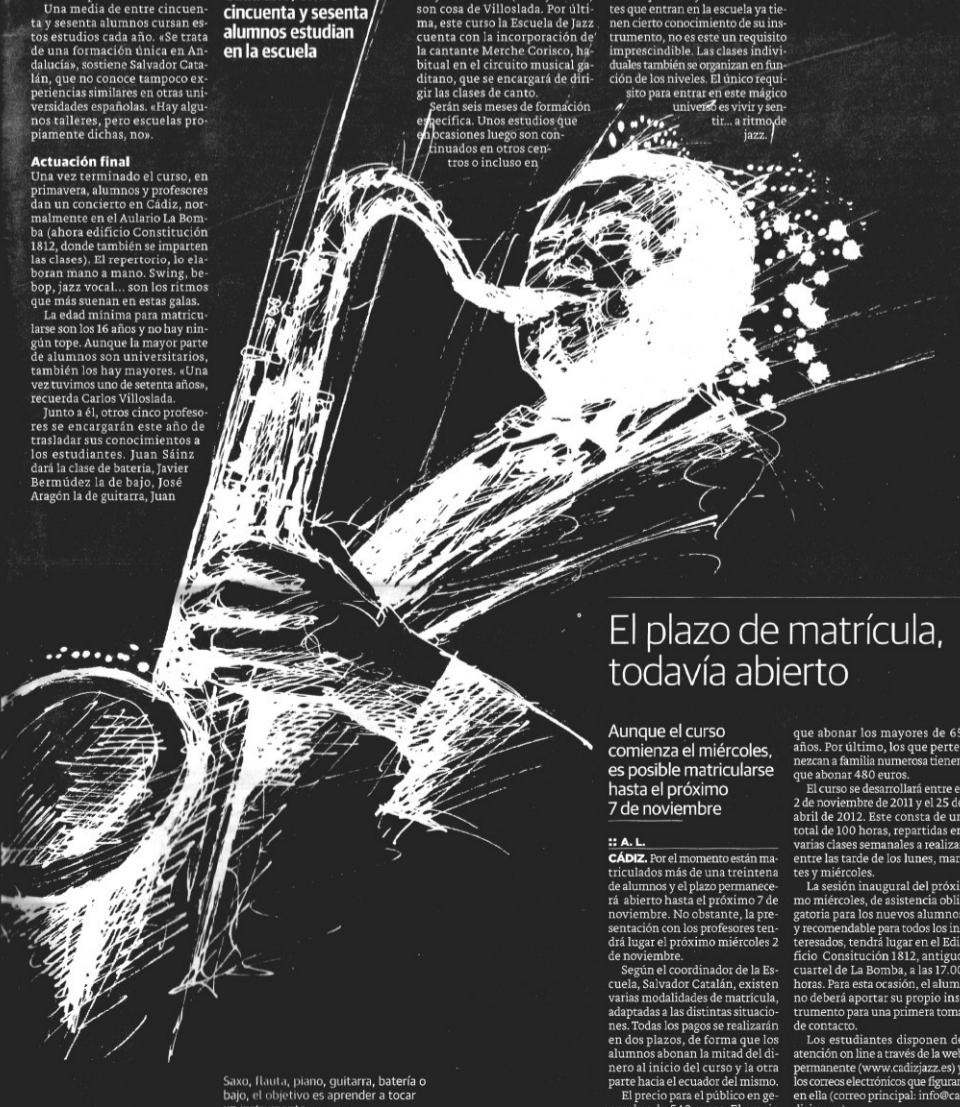 Una media de entre cincuen-
ta y sesenta alumnos cursan es-
tos estudios cada año. «Se trata
de una formación única en An-
dalucía», sostiene Salvador Cata-
lán, que no conoce tampoco ex-
periencias similares en otras uni-
versidades españolas. «Hay algu-
nos talleres, pero escuelas pro-
piamente dichas, no».
Actuación final
Una vez terminado el curso, en
primavera, alumnos y profesores
dan un concierto en Cádiz, nor-
malmente en el Aulario La Bom-
ba (ahora edificio Constitución
1812, donde también se imparten
las clases). El repertorio, lo ela-
boran mano a mano. Swing, be-
bop, jazz vocal... son los ritmos
que más suenan en estas galas.
La edad mínima para matricu-
larse son los 16 años y no hay nin-
gún tope. Aunque la mayor parte
de alumnos son universitarios,
también los hay mayores. «Una
vez tuvimos uno de setenta años»,
recuerda Carlos Villoslada.
Junto a él, otros cinco profeso-
res se encargarán este año de
trasladar sus conocimientos a
los estudiantes. Juan Sáinz
dará la clase de batería, Javier
Bermúdez la de bajo, José
Aragón la de guitarra, Juan
cincuenta y sesenta
alumnos estudian
en la escuela
son cosa de Villoslada. Por últi-
ma, este curso la Escuela de Jazz
cuenta con la incorporación de
la cantante Merche Corisco, ha-
bitual en el circuito musical ga-
ditano, que se encargará de diri-
gir las clases de canto.
Serán seis meses de formación
específica. Unos estudios que
en ocasiones luego son con-
tinuados en otros cen-
tros o incluso en
tes que entran en la escuela ya tie-
nen cierto conocimiento de su ins-
trumento, no es este un requisito
imprescindible. Las clases indivi-
duales también se organizan en fun-
ción de los niveles. El único requi-
sito para entrar en este mágico
universo es vivir y sen-
tir... a ritmo de
jazz.
El plazo de matrícula,
todavía abierto
Aunque el curso
comienza el miércoles,
es posible matricularse
hasta el próximo
7 de noviembre
:: A. L.
CÁDIZ. Por el momento están ma-
triculados más de una treintena
de alumnos y el plazo permanece-
rá abierto hasta el próximo 7 de
noviembre. No obstante, la pre-
sentación con los profesores ten-
drá lugar el próximo miércoles 2
de noviembre.
Según el coordinador de la Es-
cuela, Salvador Catalán, existen
varias modalidades de matrícula,
adaptadas a las distintas situacio-
nes. Todas los pagos se realizarán
en dos plazos, de forma que los
alumnos abonan la mitad del di-
nero al inicio del curso y la otra
parte hacia el ecuador del mismo.
El precio para el público en ge-
que abonar los mayores de 65
años. Por último, los que perte
nezcan a familia numerosa tienen
que abonar 480 euros.
El curso se desarrollará entre e
2 de noviembre de 2011 y el 25 de
abril de 2012. Este consta de un
total de 100 horas, repartidas en
varias clases semanales a realizar
entre las tarde de los lunes, mar
tes y miércoles.
La sesión inaugural del próxi
mo miércoles, de asistencia obli
gatoria para los nuevos alumnos
y recomendable para todos los in
teresados, tendrá lugar en el Edi
ficio Consitución 1812, antiguo
cuartel de La Bomba, a las 17.00
horas. Para esta ocasión, el alum
no deberá aportar su propio ins
trumento para una primera toma
de contacto.
Los estudiantes disponen de
atención on line a través de la web
permanente (www.cadizjazz.es) y
los correos electrónicos que figuran
en ella (correo principal: info@ca
Saxo, flauta, piano, guitarra, batería o
bajo, el objetivo es aprender a tocar